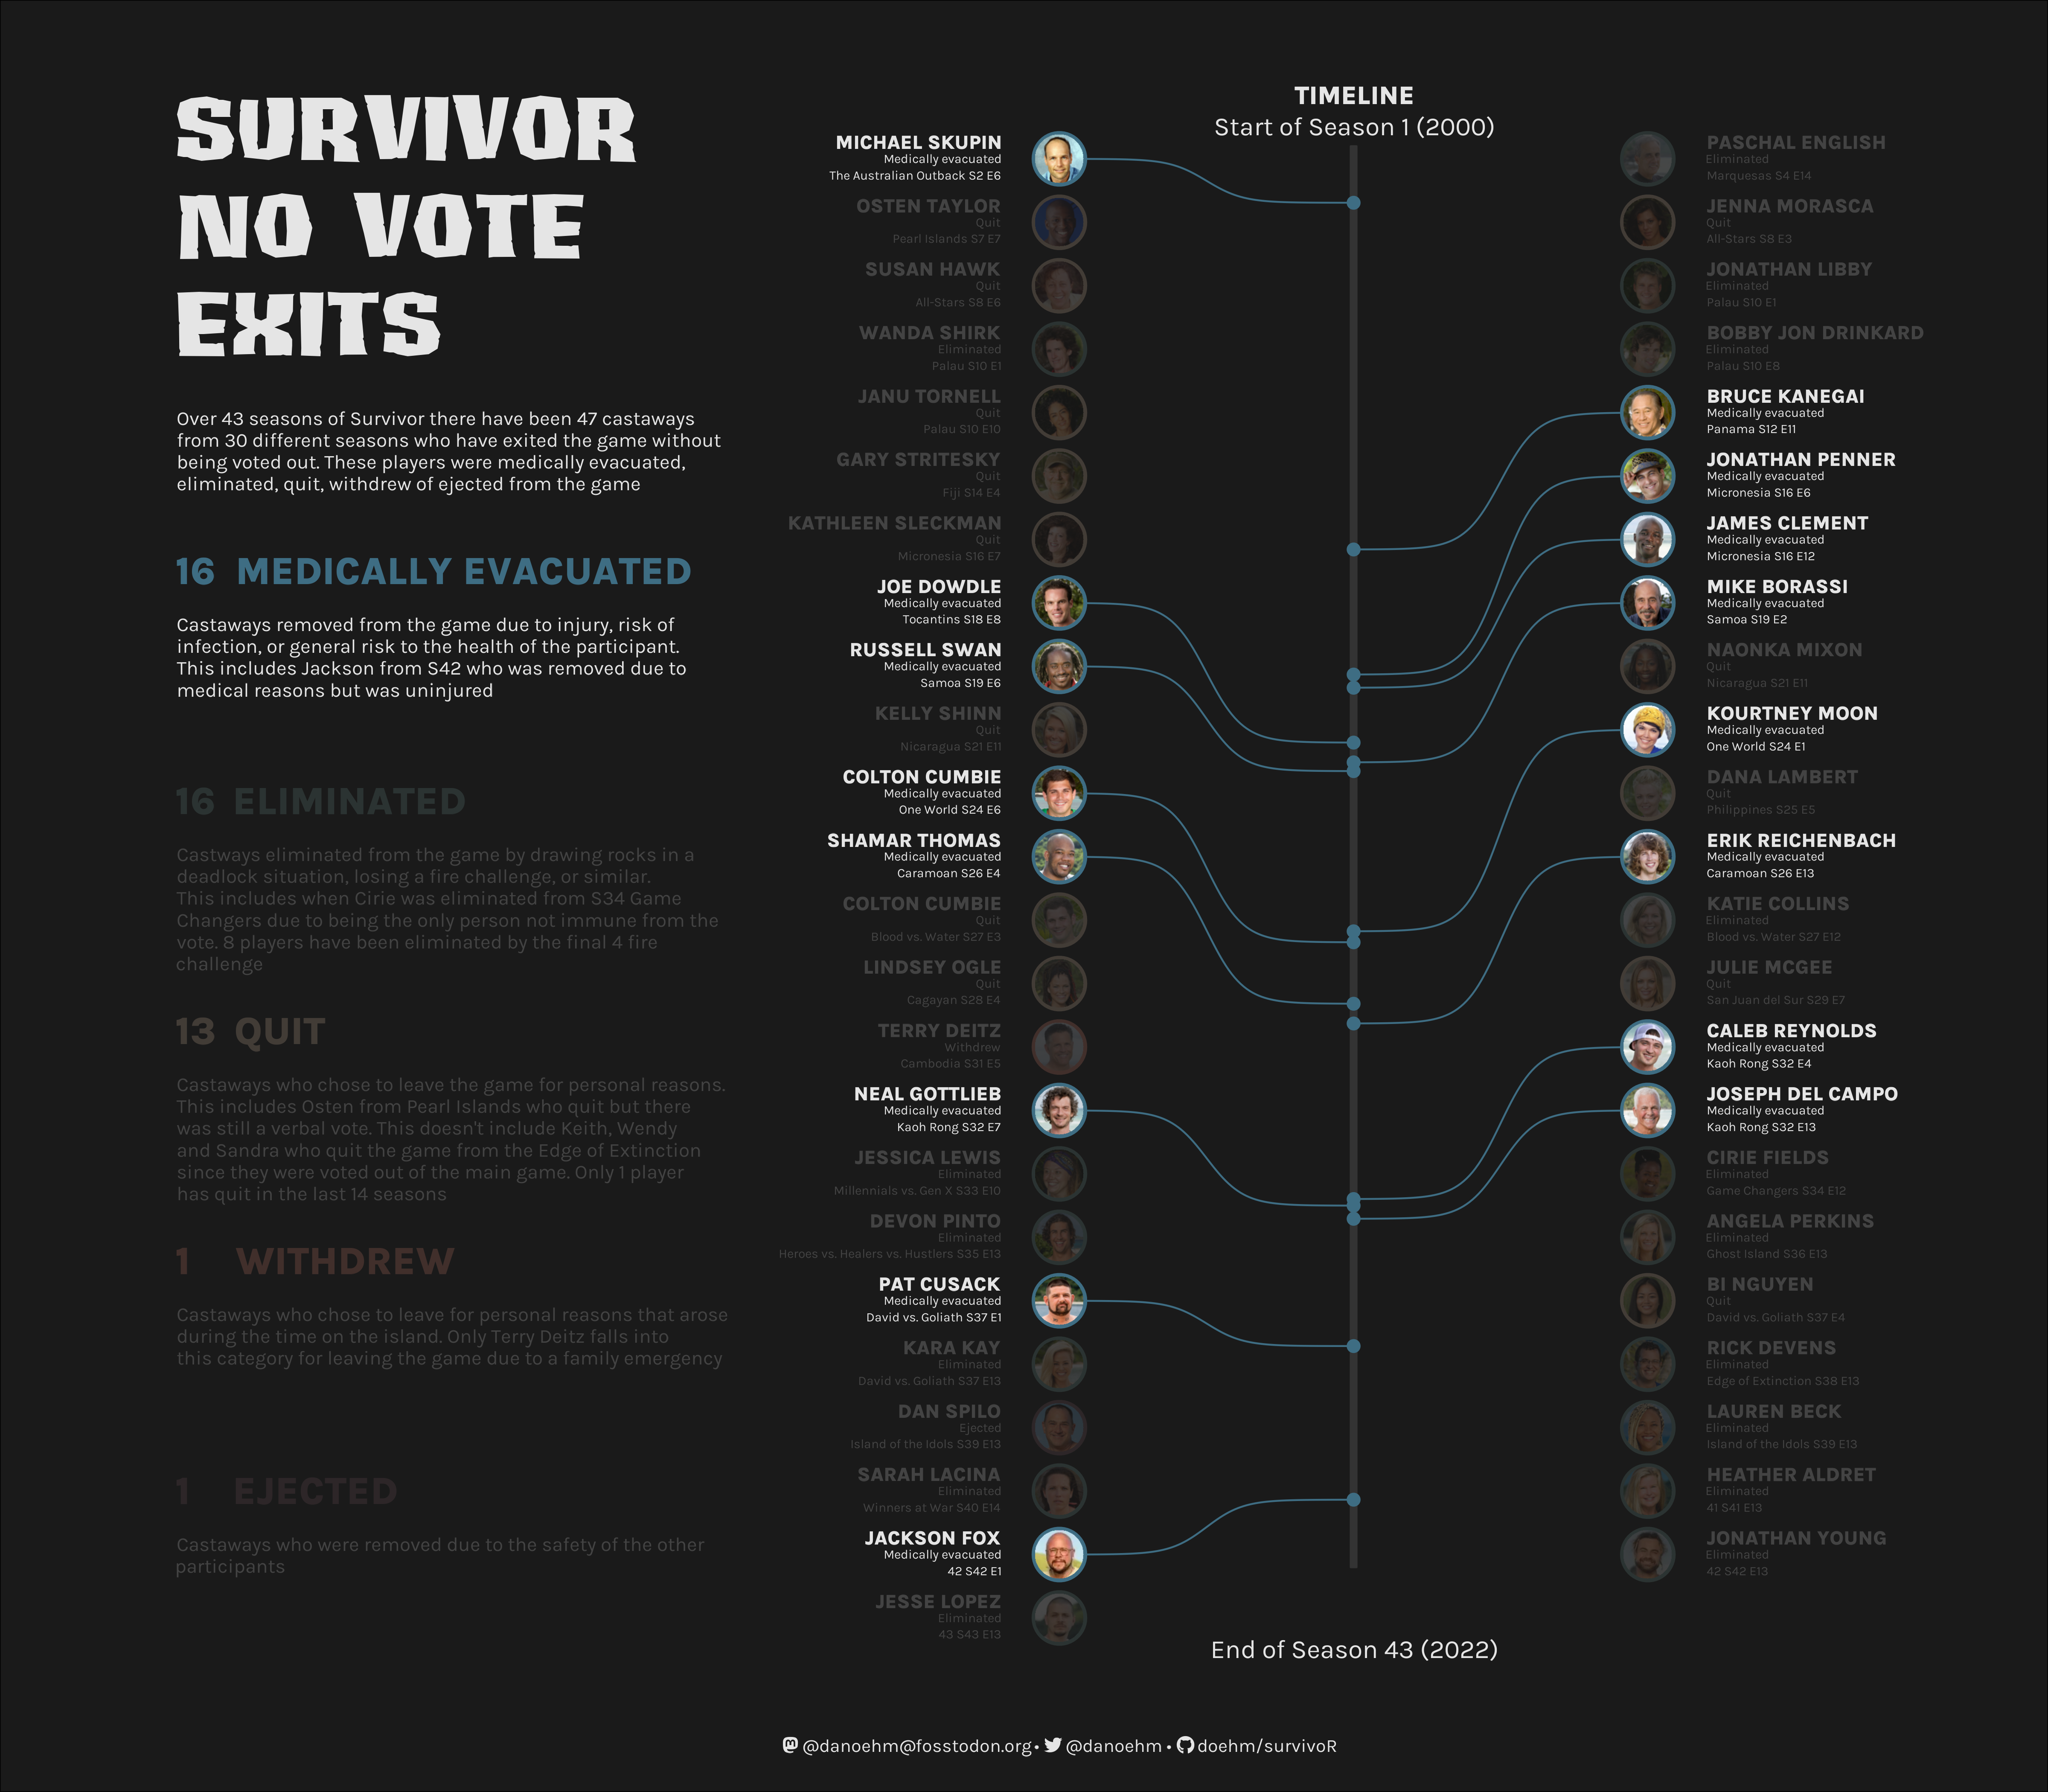 SURVIVOR
NO VOTE
EXITS
Over 43 seasons of Survivor there have been 47 castaways
from 30 different seasons who have exited the game without
being voted out. These players were medically evacuated,
eliminated, quit, withdrew of ejected from the game
16 MEDICALLY EVACUATED
Castaways removed from the game due to injury, risk of
infection, or general risk to the health of the participant.
This includes Jackson from S42 who was removed due to
medical reasons but was uninjured
16 ELIMINATED
Castways eliminated from the game by drawing rocks in a
deadlock situation, losing a fire challenge, or similar.
This includes when Cirie was eliminated from S34 Game
Changers due to being the only person not immune from the
vote. 8 players have been eliminated by the final 4 fire
challenge
13 QUIT
Castaways who chose to leave the game for personal reasons.
This includes Osten from Pearl Islands who quit but there
was still a verbal vote. This doesn't include Keith, Wendy
and Sandra who quit the game from the Edge of Extinction
since they were voted out of the main game. Only 1 player
has quit in the last 14 seasons
1 WITHDREW
Castaways who chose to leave for personal reasons that arose
during the time on the island. Only Terry Deitz falls into
this category for leaving the game due to a family emergency
1 EJECTED
Castaways who were removed due to the safety of the other
participants
TIMELINE
Start of Season 1 (2000)
MICHAEL SKUPIN
Medically evacuated
The Australian Outback S2 E6
OSTEN TAYLOR
Quit
Pearl Islands S7 E7
SUSAN HAWK
Quit
All-Stars S8 E6
WANDA SHIRK
Eliminated
Palau S10 E1
JANU TORNELL
Quit
Palau S10 E10
GARY STRITESKY
Quit
Fiji S14 E4
KATHLEEN SLECKMAN
Quit
Micronesia S16 E7
JOE DOWDLE
Medically evacuated
Tocantins S18 E8
RUSSELL SWAN
Medically evacuated
Samoa S19 E6
KELLY SHINN
Quit
Nicaragua S21 E11
COLTON CUMBIE
Medically evacuated
One World S24 E6
SHAMAR THOMAS
Medically evacuated
Caramoan S26 E4
COLTON CUMBIE
Quit
Blood vs. Water S27 E3
LINDSEY OGLE
Quit
Cagayan S28 E4
TERRY DEITZ
Withdrew
Cambodia S31 E5
NEAL GOTTLIEB
Medically evacuated
Kaoh Rong S32 E7
JESSICA LEWIS
Eliminated
Millennials vs. Gen X S33 E10
DEVON PINTO
Eliminated
Heroes vs. Healers vs. Hustlers S35 E13
PAT CUSACK
Medically evacuated
David vs. Goliath S37 E1
KARA KAY
Eliminated
David vs. Goliath S37 E13
DAN SPILO
Ejected
Island of the Idols S39 E13
SARAH LACINA
Eliminated
Winners at War S40 E14
JACKSON FOX
Medically evacuated
42 S42 E1
JESSE LOPEZ
Eliminated
43 S43 E13
PASCHAL ENGLISH
Eliminated
Marquesas S4 E14
JENNA MORASCA
Quit
All-Stars S8 E3
JONATHAN LIBBY
Eliminated
Palau S10 E1
BOBBY JON DRINKARD
Eliminated
Palau S10 E8
BRUCE KANEGAI
Medically evacuated
Panama S12 E11
JONATHAN PENNER
Medically evacuated
Micronesia S16 E6
JAMES CLEMENT
Medically evacuated
Micronesia S16 E12
MIKE BORASSI
Medically evacuated
Samoa S19 E2
NAONKA MIXON
Quit
Nicaragua S21 E11
KOURTNEY MOON
Medically evacuated
One World S24 E1
DANA LAMBERT
Quit
Philippines S25 E5
ERIK REICHENBACH
Medically evacuated
Caramoan S26 E13
KATIE COLLINS
Eliminated
Blood vs. Water S27 E12
JULIE MCGEE
Quit
San Juan del Sur S29 E7
CALEB REYNOLDS
Medically evacuated
Kaoh Rong S32 E4
JOSEPH DEL CAMPO
Medically evacuated
Kaoh Rong S32 E13
CIRIE FIELDS
Eliminated
Game Changers S34 E12
ANGELA PERKINS
Eliminated
Ghost Island S36 E13
BI NGUYEN
Quit
David vs. Goliath S37 E4
RICK DEVENS
Eliminated
Edge of Extinction S38 E13
LAUREN BECK
Eliminated
Island of the Idols S39 E13
HEATHER ALDRET
Eliminated
41 S41 E13
JONATHAN YOUNG
Eliminated
42 S42 E13
End of Season 43 (2022)
@danoehm@fosstodon.org • @danoehm • doehm/survivoR